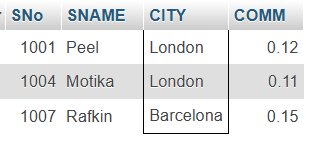 SNo SNAME CITY COMM
1001 Peel London 0.12
1004 Motika London 0.11
1007 Rafkin Barcelona 0.15